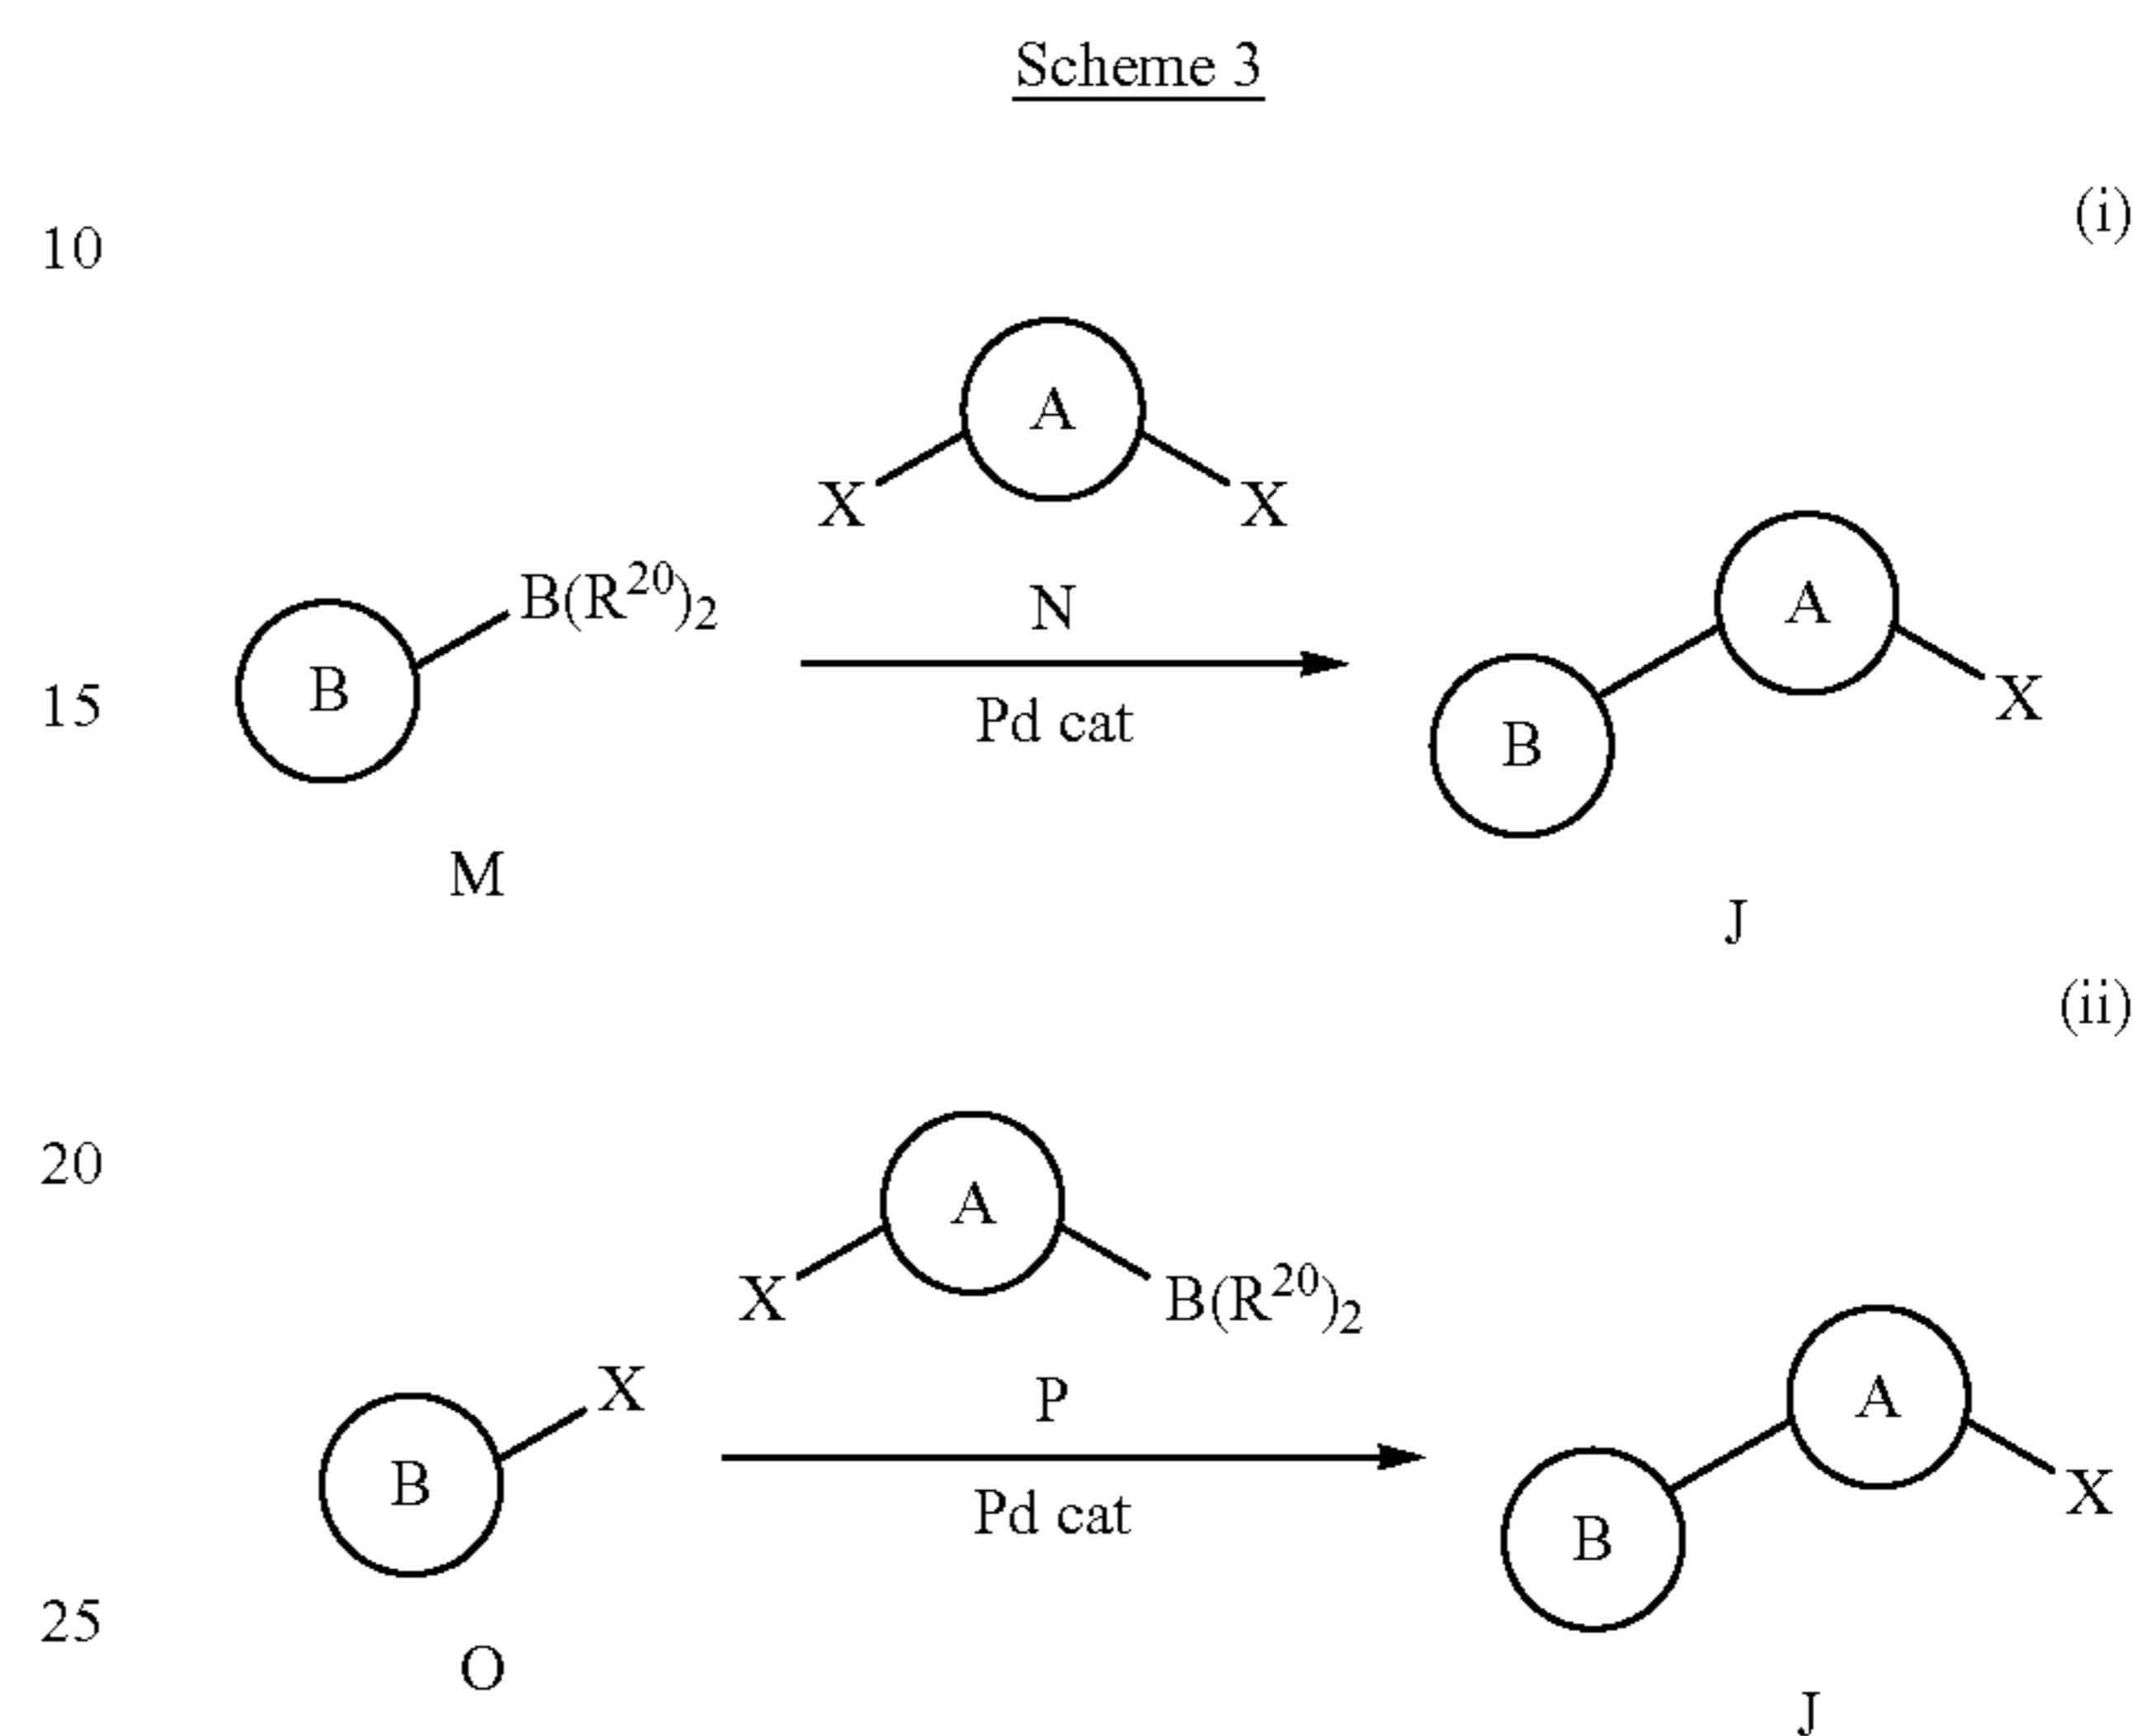 Scheme 3
(i)
10
A
X X
B(R²⁰)₂
N
A
B
15
Pd cat
X
B
M
J
(ii)
20
A
X
B(R²⁰)₂
X
P
A
B
Pd cat
X
B
25
O
J